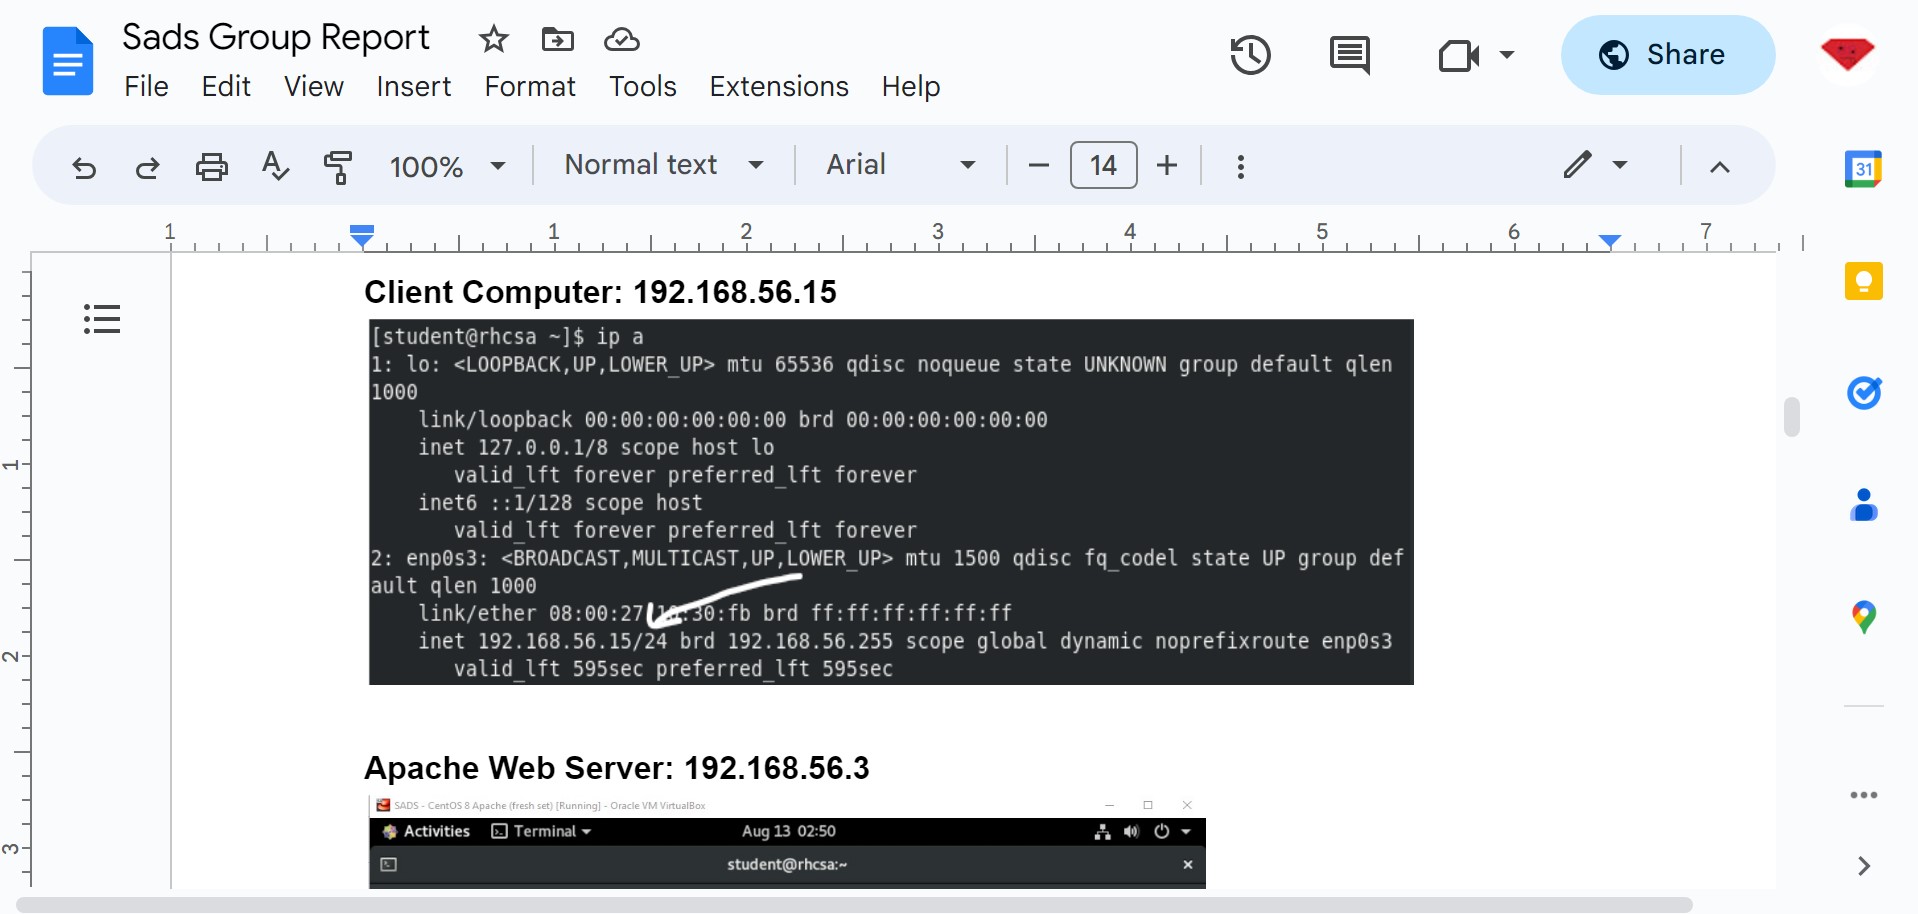 Sads Group Report
File Edit View Insert Format Tools Extensions Help
Share
100% Normal text Arial 14
31
1 1 2 3 4 5 6 7
1
2
3
Client Computer: 192.168.56.15
[student@rhcsa ~]$ ip a
1: lo: <LOOPBACK,UP,LOWER_UP> mtu 65536 qdisc noqueue state UNKNOWN group default qlen
1000
link/loopback 00:00:00:00:00:00 brd 00:00:00:00:00:00
inet 127.0.0.1/8 scope host lo
valid_lft forever preferred_lft forever
inet6 ::1/128 scope host
valid_lft forever preferred_lft forever
2: enp0s3: <BROADCAST,MULTICAST,UP,LOWER_UP> mtu 1500 qdisc fq_codel state UP group def
ault qlen 1000
link/ether 08:00:27 :30:fb brd ff:ff:ff:ff:ff:ff
inet 192.168.56.15/24 brd 192.168.56.255 scope global dynamic noprefixroute enp0s3
valid_lft 595sec preferred_lft 595sec
Apache Web Server: 192.168.56.3
SADS - CentOS 8 Apache (fresh set) [Running] - Oracle VM VirtualBox
Activities Terminal Aug 13 02:50
student@rhcsa:~